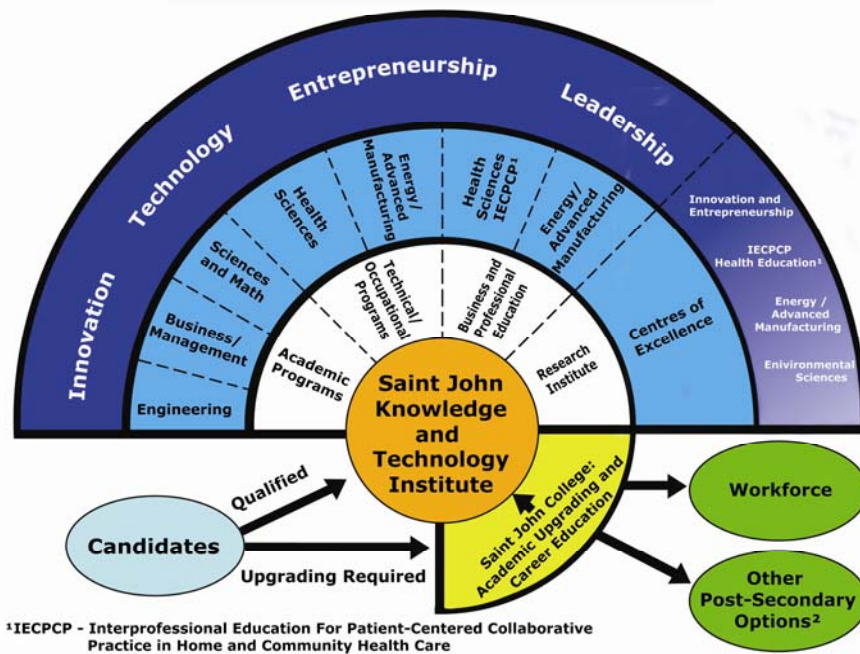 Innovation
Technology
Entrepreneurship
Leadership
Innovation and
Entrepreneurship
IECPCP
Health Education¹
Energy /
Advanced
Manufacturing
Enivironmental
Sciences
Engineering
Business/
Management
Sciences
and Math
Health
Sciences
Energy/
Advanced
Manufacturing
Health
Sciences
IECPCP¹
Energy/
Advanced
Manufacturing
Centres of
Excellence
Academic
Programs
Technical/
Occupational
Programs
Business and
Professional
Education
Research
Institute
Saint John
Knowledge
and
Technology
Institute
Saint John College:
Academic Upgrading and
Career Education
Candidates
Qualified
Upgrading Required
Workforce
Other
Post-Secondary
Options²
¹IECPCP - Interprofessional Education For Patient-Centered Collaborative
Practice in Home and Community Health Care